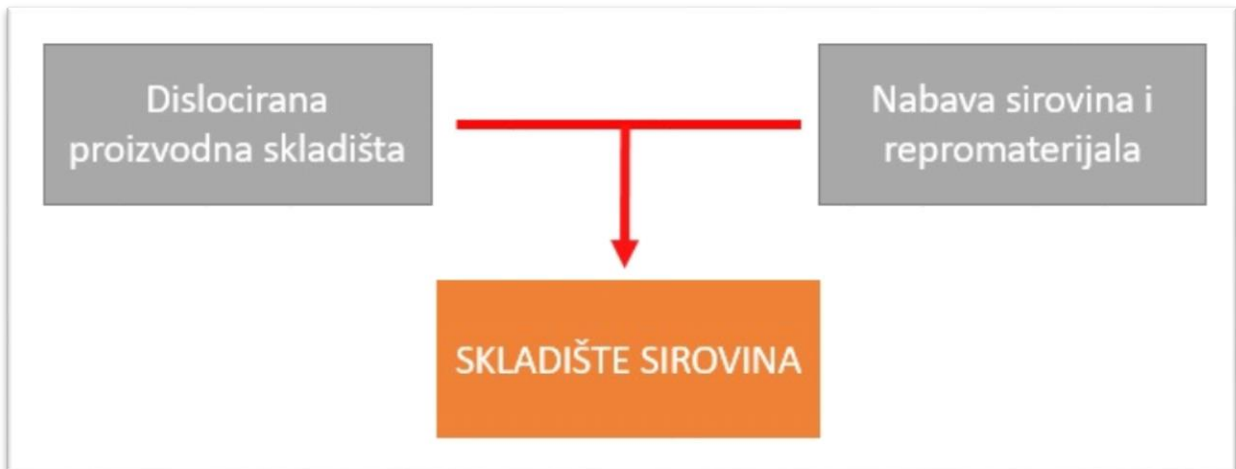 Dislocirana
proizvodna skladišta
Nabava sirovina i
repromaterijala
SKLADIŠTE SIROVINA